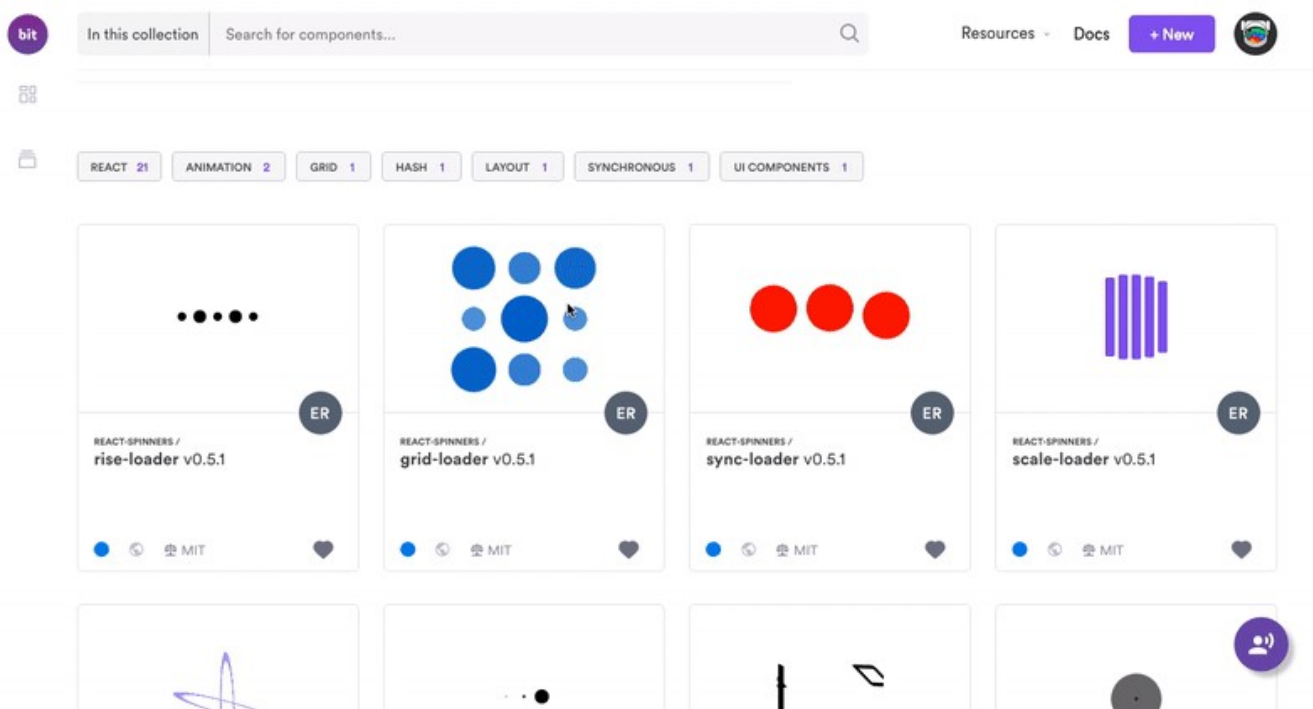 bit In this collection Search for components... Resources Docs + New
REACT 21 ANIMATION 2 GRID 1 HASH 1 LAYOUT 1 SYNCHRONOUS 1 UI COMPONENTS 1
ER ER ER ER
REACT-SPINNERS / REACT-SPINNERS / REACT-SPINNERS / REACT-SPINNERS /
rise-loader v0.5.1 grid-loader v0.5.1 sync-loader v0.5.1 scale-loader v0.5.1
MIT MIT MIT MIT